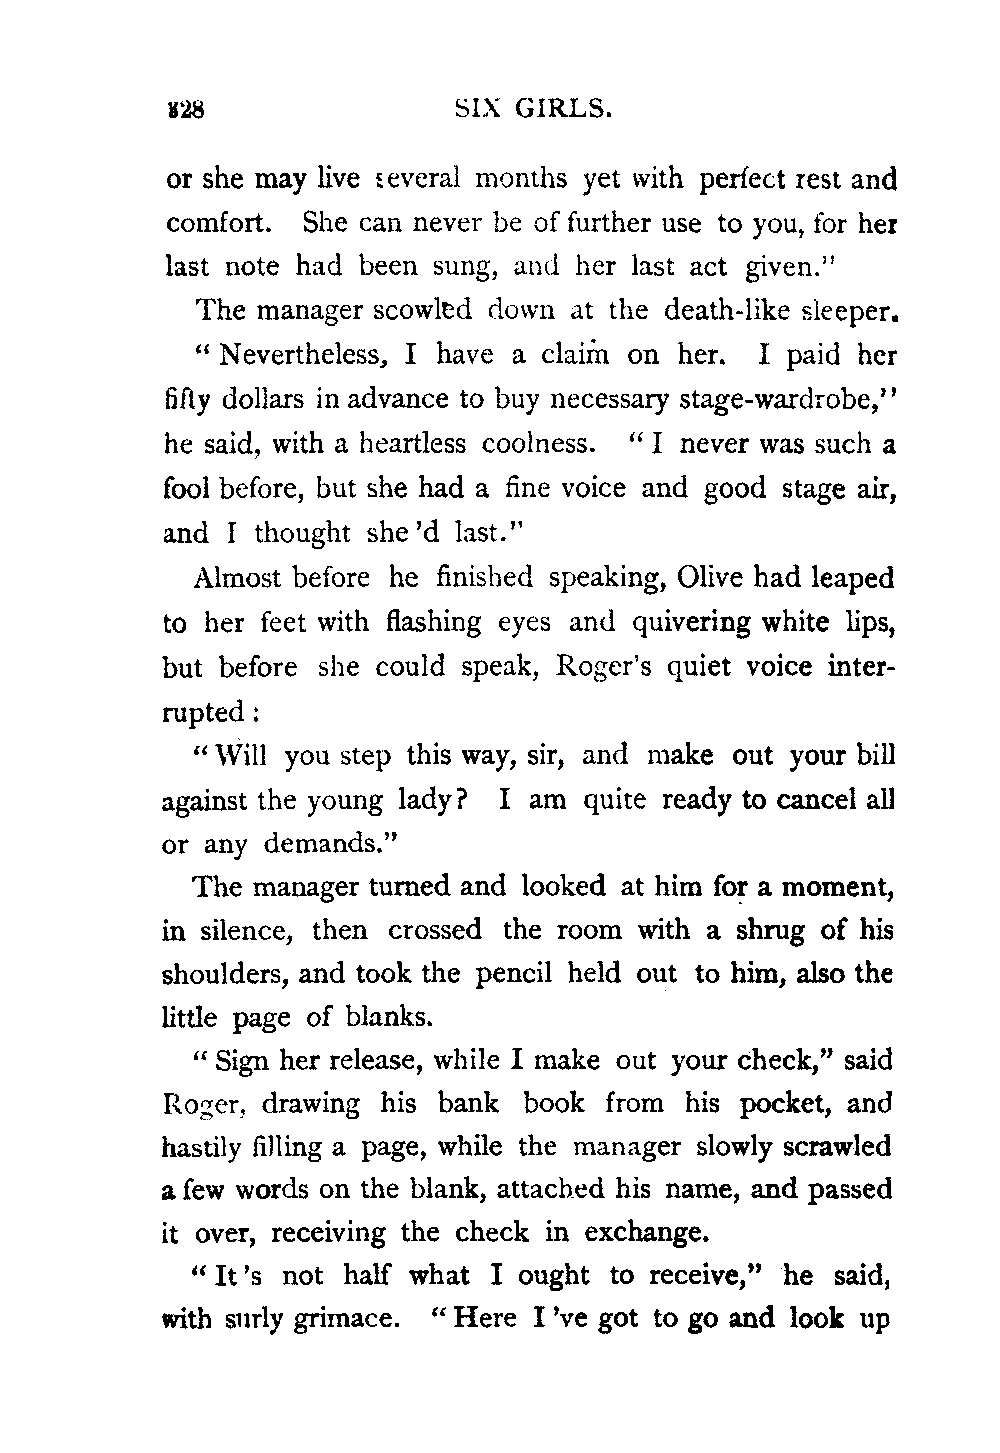 828 SIX GIRLS.
or she may live several months yet with perfect rest and
comfort. She can never be of further use to you, for her
last note had been sung, and her last act given."
The manager scowled down at the death-like sleeper.
"Nevertheless, I have a claim on her. I paid her
fifty dollars in advance to buy necessary stage-wardrobe,"
he said, with a heartless coolness. "I never was such a
fool before, but she had a fine voice and good stage air,
and I thought she'd last."
Almost before he finished speaking, Olive had leaped
to her feet with flashing eyes and quivering white lips,
but before she could speak, Roger's quiet voice inter-
rupted:
"Will you step this way, sir, and make out your bill
against the young lady? I am quite ready to cancel all
or any demands."
The manager turned and looked at him for a moment,
in silence, then crossed the room with a shrug of his
shoulders, and took the pencil held out to him, also the
little page of blanks.
"Sign her release, while I make out your check," said
Roger, drawing his bank book from his pocket, and
hastily filling a page, while the manager slowly scrawled
a few words on the blank, attached his name, and passed
it over, receiving the check in exchange.
"It's not half what I ought to receive," he said,
with surly grimace. "Here I've got to go and look up